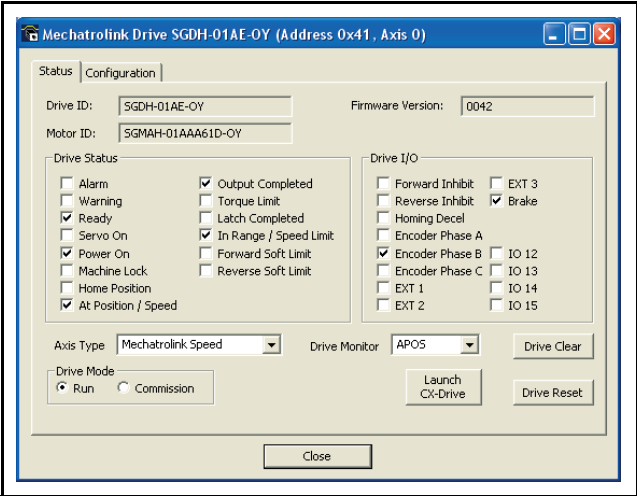 Mechatrolink Drive SGDH-01AE-OY (Address 0x41, Axis 0)
Status Configuration
Drive ID: SGDH-01AE-OY Firmware Version: 0042
Motor ID: SGMAH-01AAA61D-OY
Drive Status Drive I/O
Alarm Output Completed Forward Inhibit EXT 3
Warning Torque Limit Reverse Inhibit Brake
Ready Latch Completed Homing Decel
Servo On In Range / Speed Limit Encoder Phase A
Power On Forward Soft Limit Encoder Phase B IO 12
Machine Lock Reverse Soft Limit Encoder Phase C IO 13
Home Position EXT 1 IO 14
At Position / Speed EXT 2 IO 15
Axis Type Mechatrolink Speed Drive Monitor APOS Drive Clear
Drive Mode
Run Commission Launch CX-Drive Drive Reset
Close